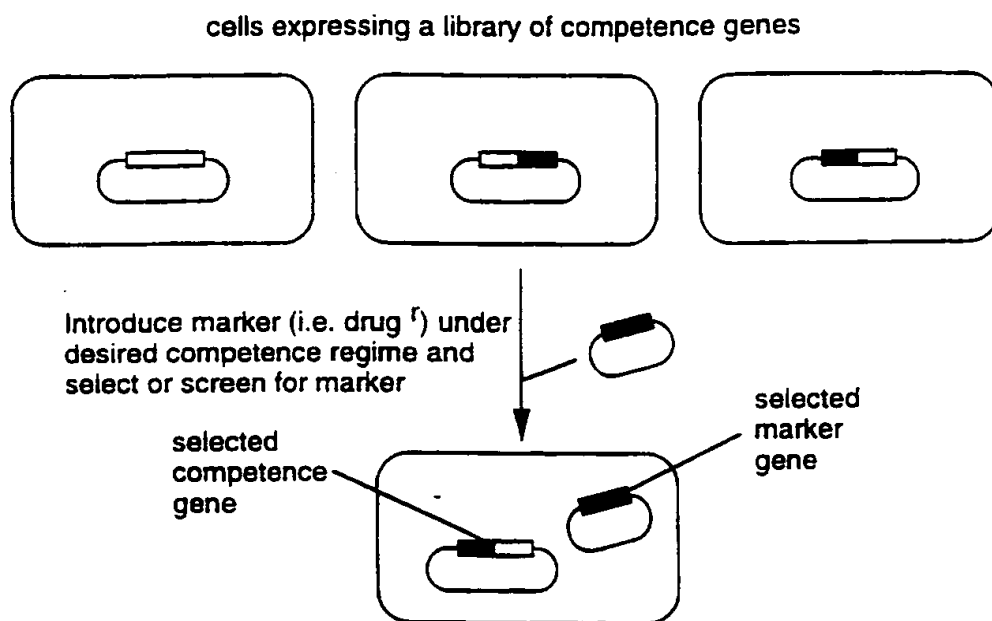 cells expressing a library of competence genes
Introduce marker (i.e. drug r) under
desired competence regime and
select or screen for marker
selected
marker
gene
selected
competence
gene